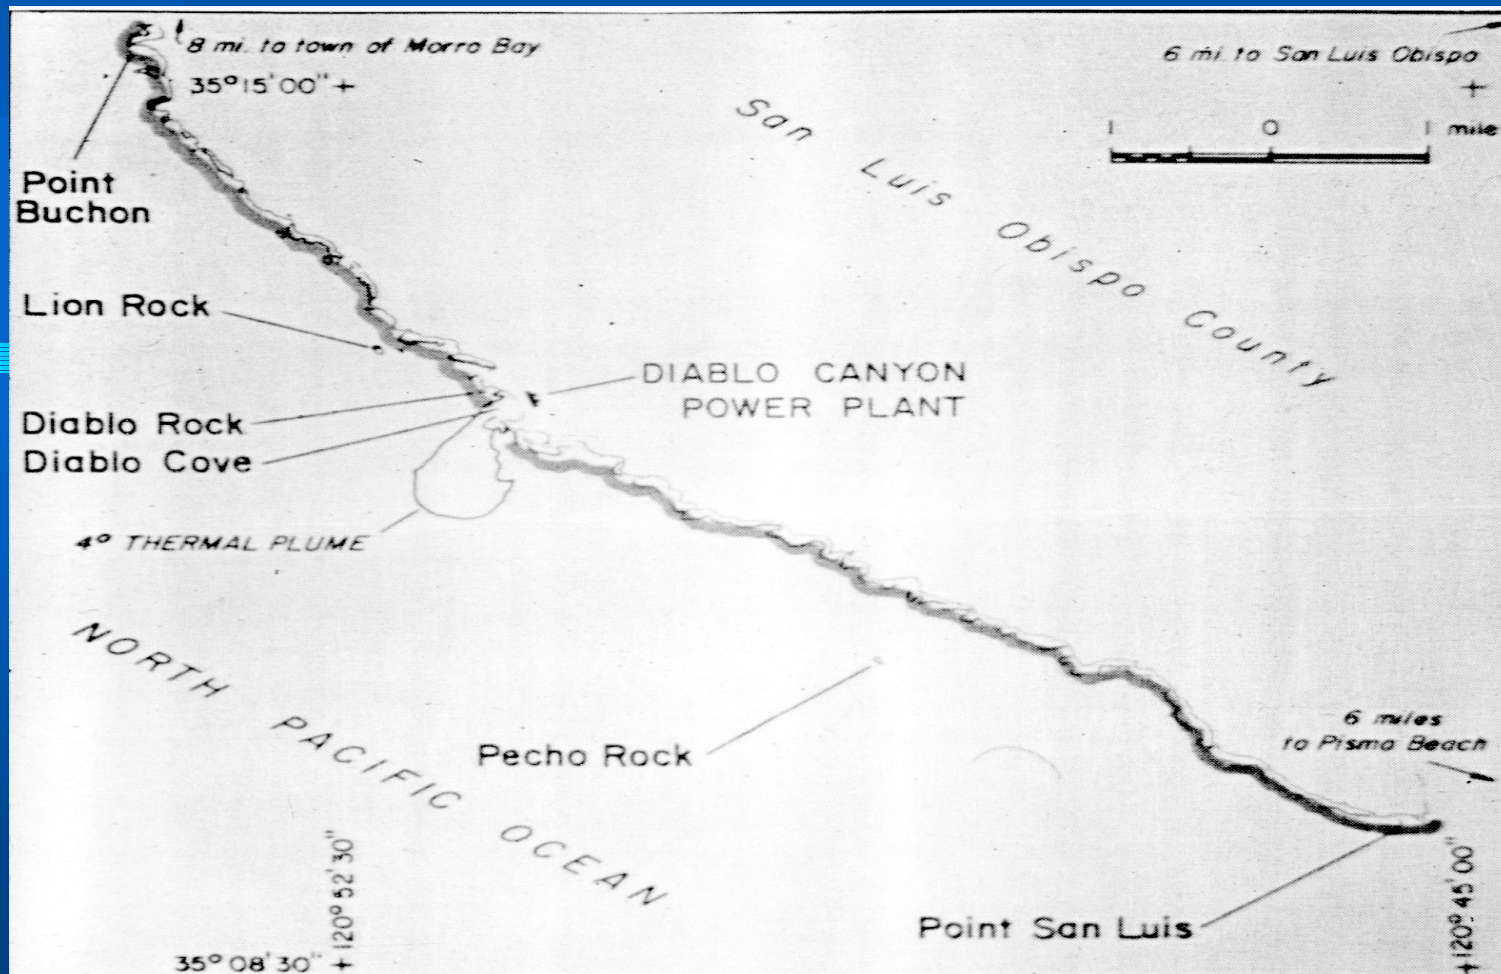 8 mi. to town of Morro Bay
6 mi. to San Luis Obispo
35° 15' 00" +
+
1 0 1 mile
San Luis Obispo County
Point
Buchon
Lion Rock
DIABLO CANYON
POWER PLANT
Diablo Rock
Diablo Cove
4° THERMAL PLUME
NORTH PACIFIC OCEAN
Pecho Rock
6 miles
to Pismo Beach
Point San Luis
120° 52' 30"
35° 08' 30" +
+120° 45' 00"